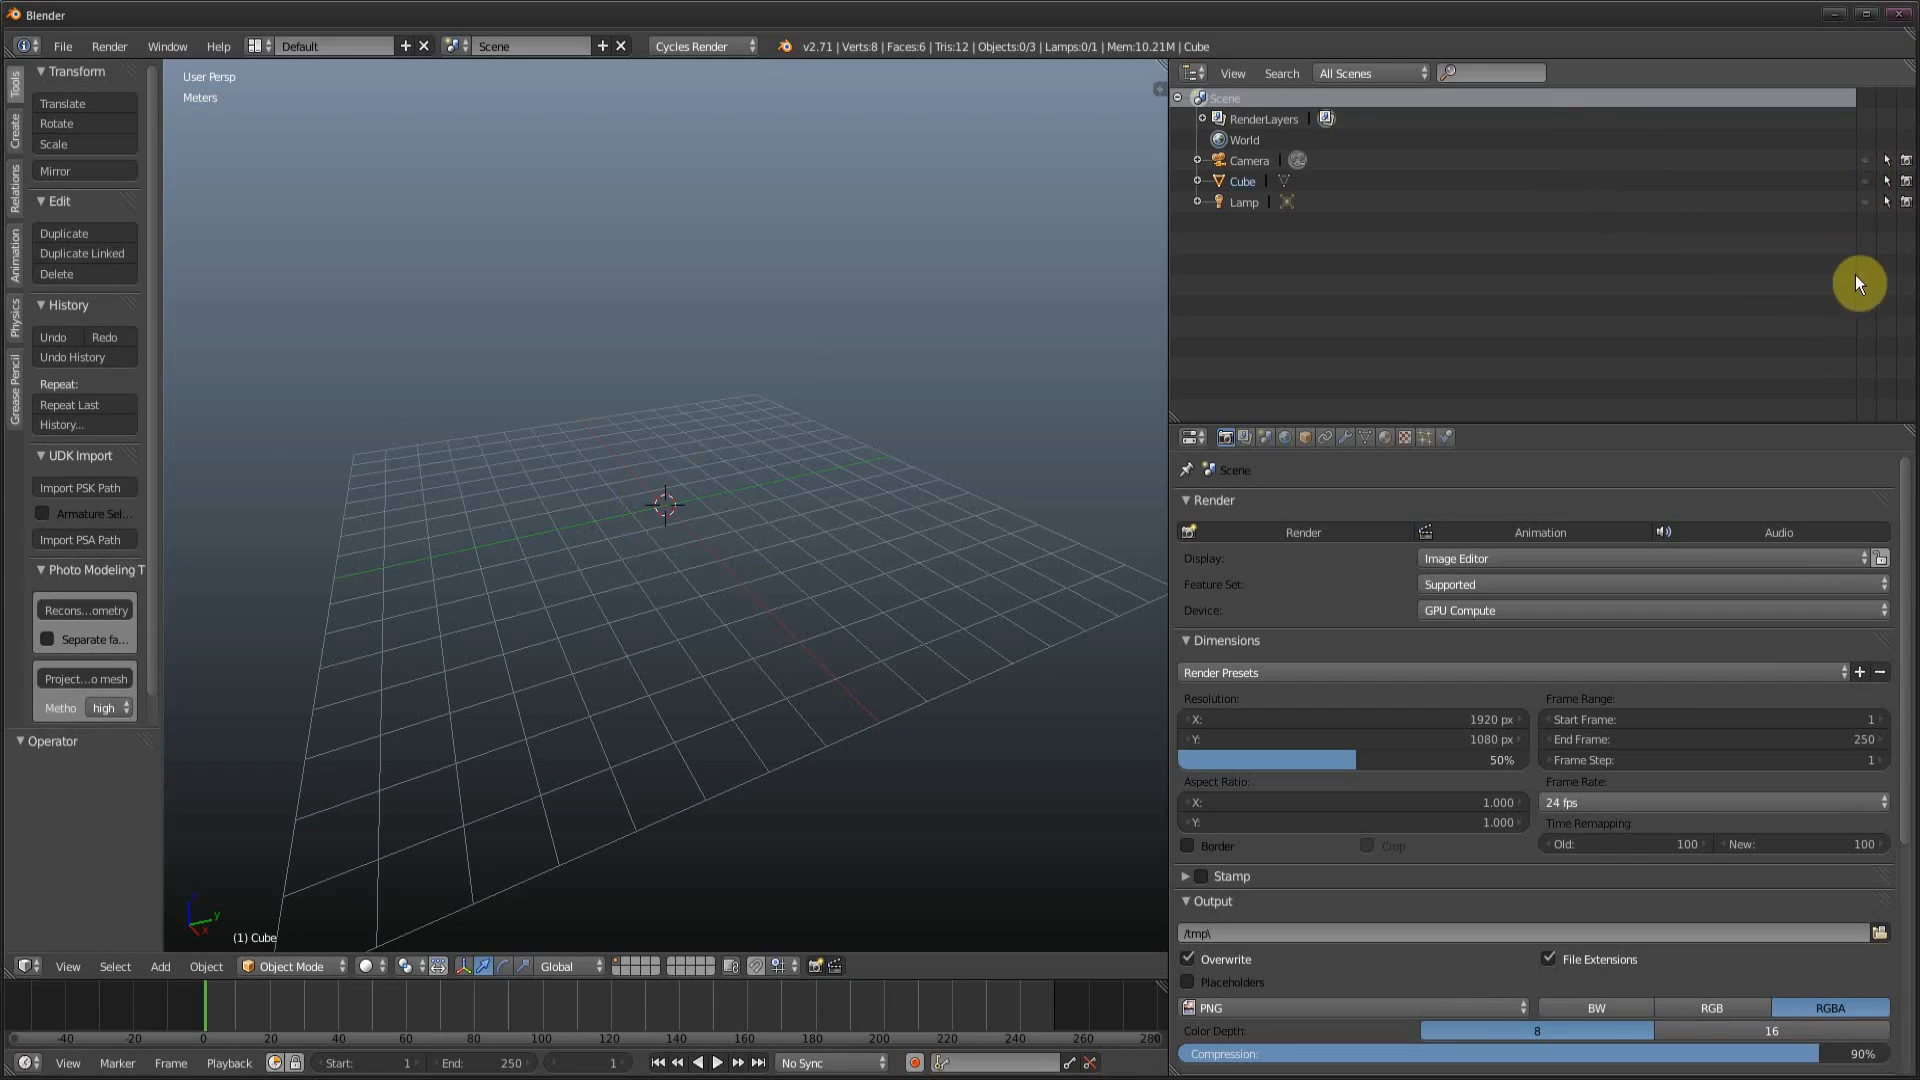 Blender
File Render Window Help Default Scene Cycles Render v2.71 | Verts:8 | Faces:6 | Tris:12 | Objects:0/3 | Lamps:0/1 | Mem:10.21M | Cube
Tools
Create
Relations
Animation
Physics
Grease Pencil
Transform
Translate
Rotate
Scale
Mirror
Edit
Duplicate
Duplicate Linked
Delete
History
Undo Redo
Undo History
Repeat:
Repeat Last
History...
UDK Import
Import PSK Path
Armature Sel...
Import PSA Path
Photo Modeling T
Recons...ometry
Separate fa...
Project...o mesh
Metho high
Operator
User Persp
Meters
z
y
x
(1) Cube
View Select Add Object Object Mode Global
-40 -20 0 20 40 60 80 100 120 140 160 180 200 220 240 260 280
View Marker Frame Playback Start: 1 End: 250 1 No Sync
View Search All Scenes
Scene
RenderLayers
World
Camera
Cube
Lamp
Scene
Render
Render Animation Audio
Display: Image Editor
Feature Set: Supported
Device: GPU Compute
Dimensions
Render Presets
Resolution:
X: 1920 px
Y: 1080 px
50%
Aspect Ratio:
X: 1.000
Y: 1.000
Border Crop
Frame Range:
Start Frame: 1
End Frame: 250
Frame Step: 1
Frame Rate:
24 fps
Time Remapping:
Old: 100 New: 100
Stamp
Output
/tmp\
Overwrite File Extensions
Placeholders
PNG BW RGB RGBA
Color Depth: 8 16
Compression: 90%